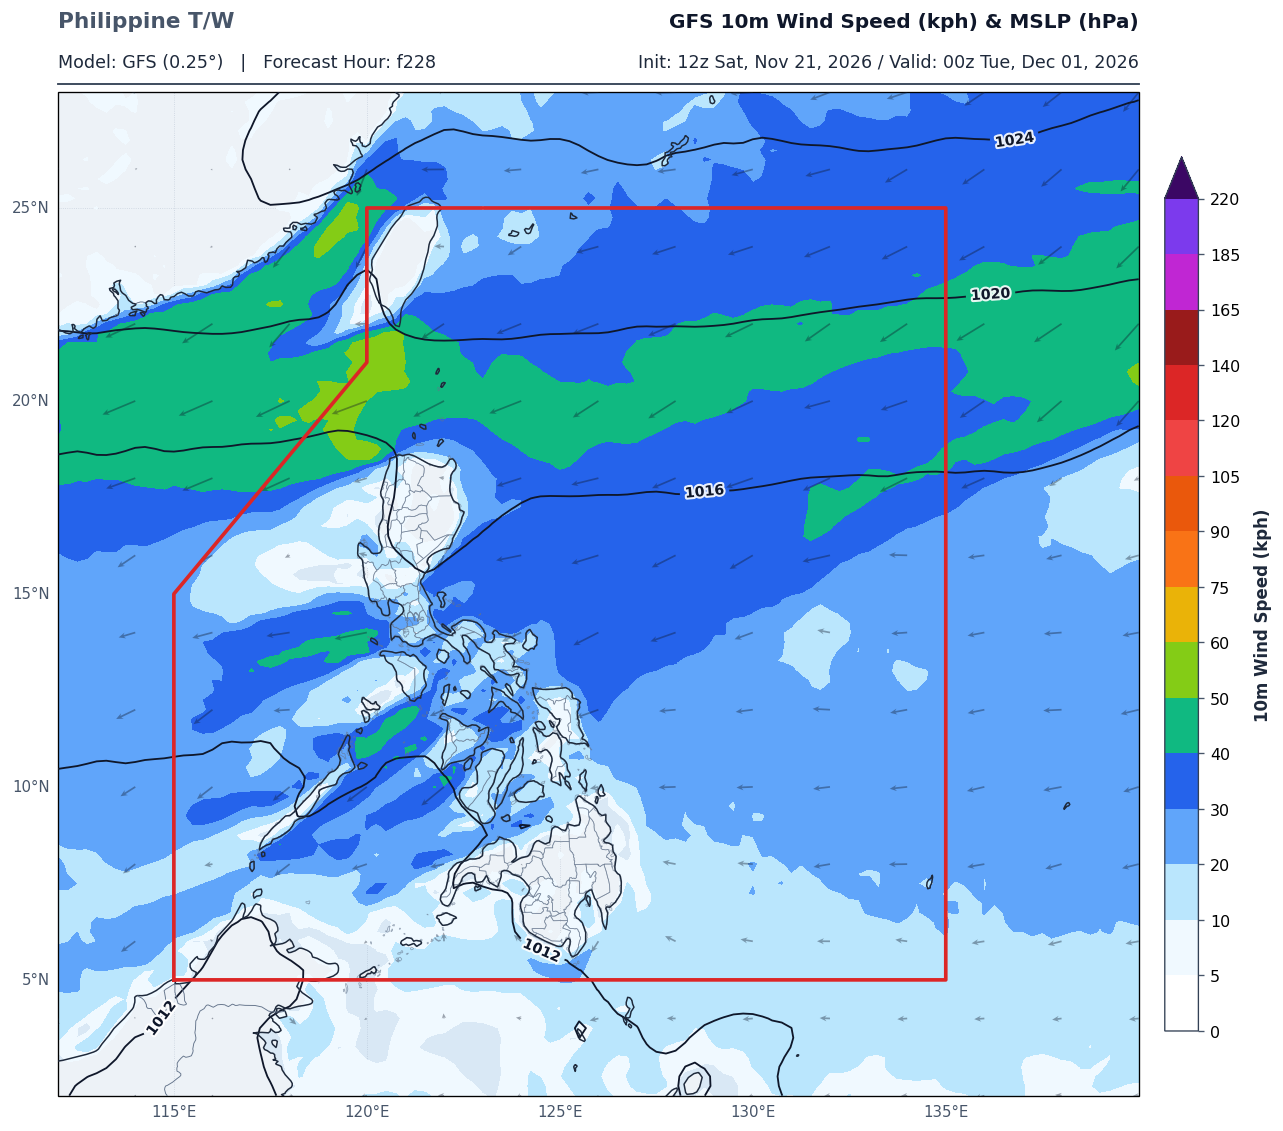 Philippine T/W
GFS 10m Wind Speed (kph) & MSLP (hPa)
Model: GFS (0.25°)   |   Forecast Hour: f228
Init: 12z Sat, Nov 21, 2026 / Valid: 00z Tue, Dec 01, 2026
1024
1020
1016
1012
1012
25°N
20°N
15°N
10°N
5°N
115°E
120°E
125°E
130°E
135°E
220
185
165
140
120
105
90
75
60
50
40
30
20
10
5
0
10m Wind Speed (kph)